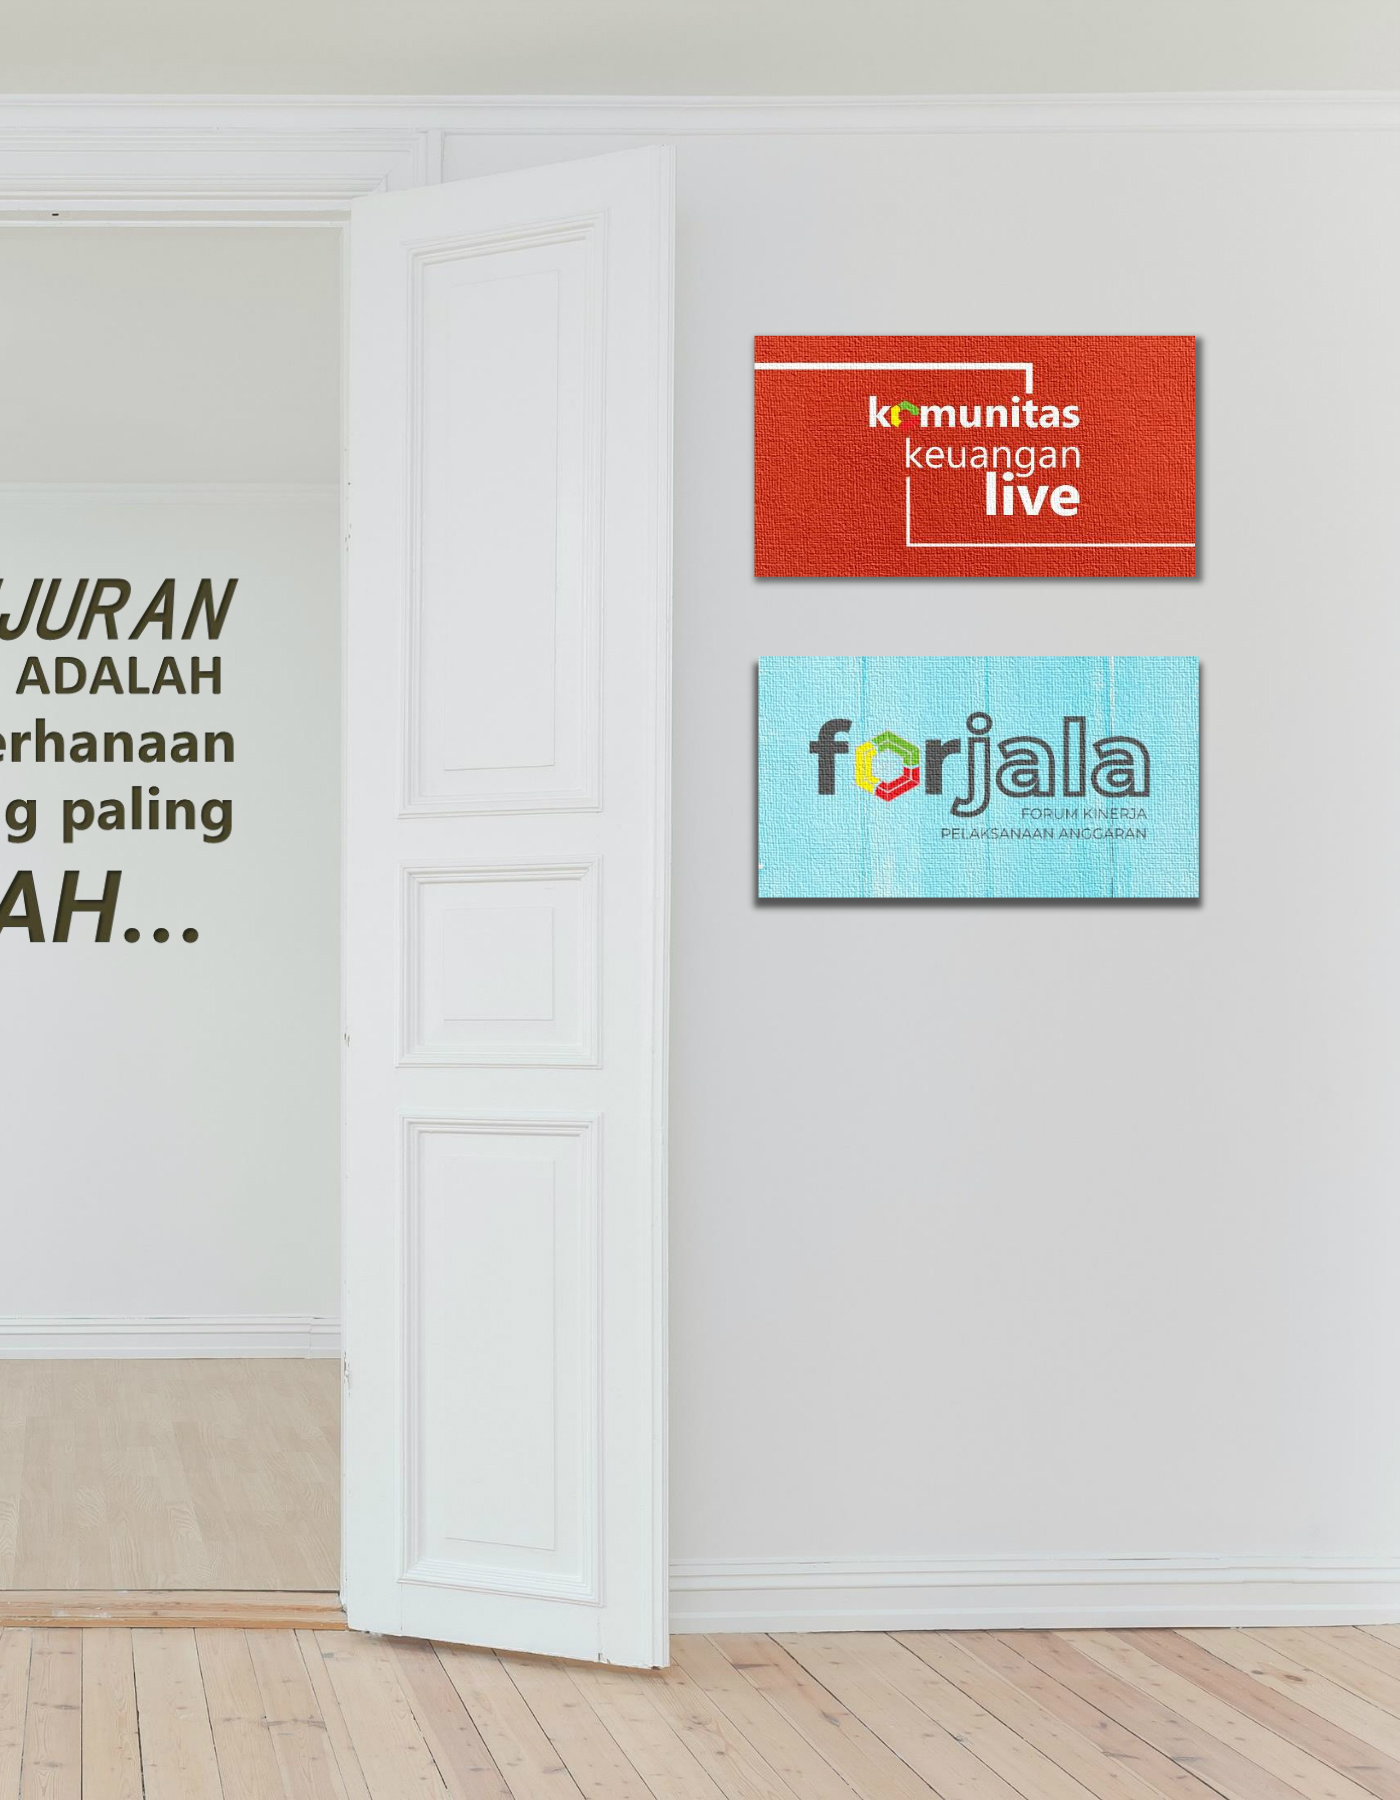 JURAN
ADALAH
erhanaan
g paling
AH...
komunitas
keuangan
live
forjala
FORUM KINERJA
PELAKSANAAN ANGGARAN